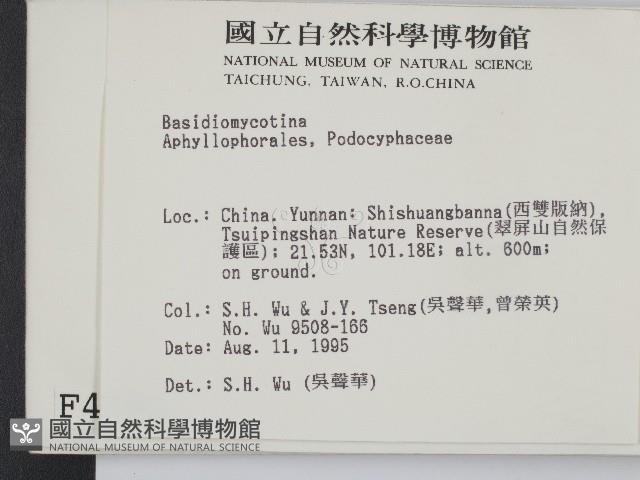 國立自然科學博物館
NATIONAL MUSEUM OF NATURAL SCIENCE
TAICHUNG, TAIWAN, R.O.CHINA
Basidiomycotina
Aphyllophorales, Podocyphaceae
Loc.: China. Yunnan: Shishuangbanna(西雙版納),
Tsuipingshan Nature Reserve(翠屏山自然保
護區); 21.53N, 101.18E; alt. 600m;
on ground.
Col.: S.H. Wu & J.Y. Tseng(吳聲華,曾榮英)
No. Wu 9508-166
Date: Aug. 11, 1995
Det.: S.H. Wu (吳聲華)
F4
國立自然科學博物館
NATIONAL MUSEUM OF NATURAL SCIENCE